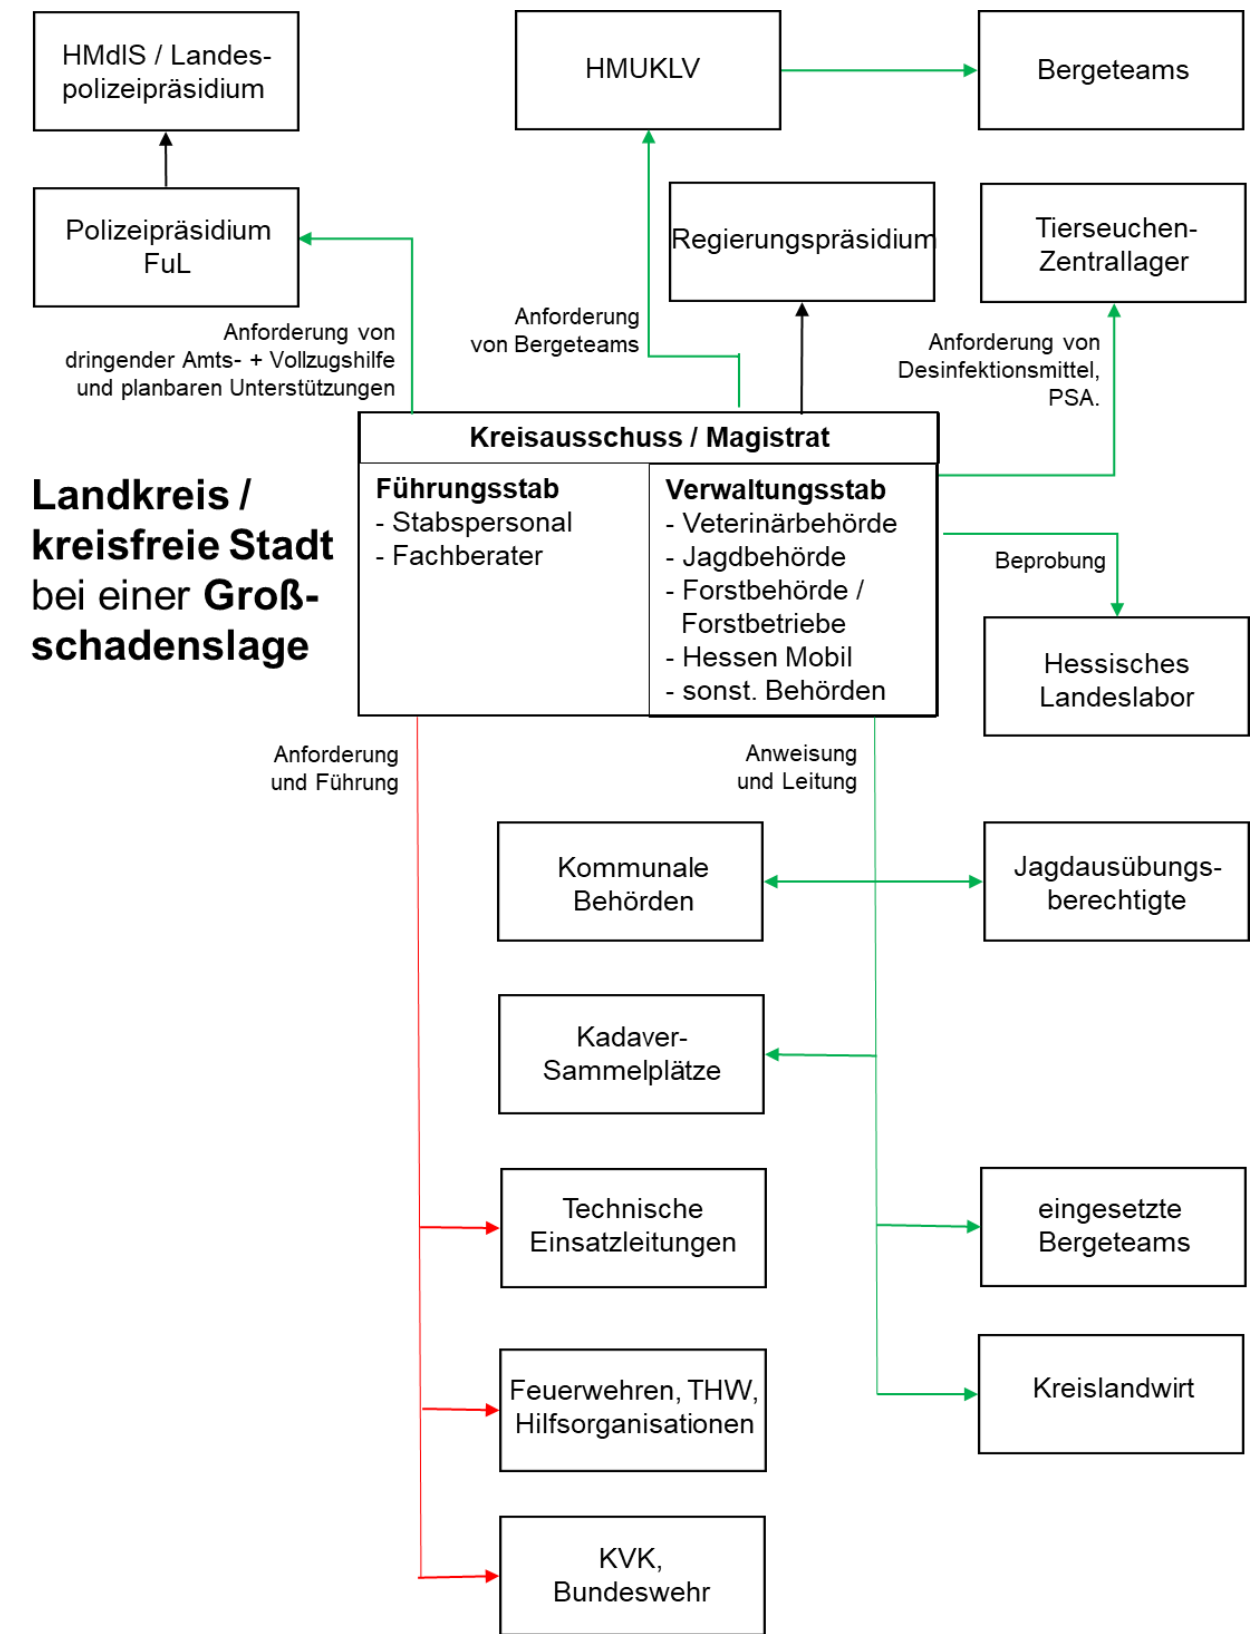 HMdIS / Landes-
polizeipräsidium
HMUKLV
Bergeteams
Polizeipräsidium
FuL
Regierungspräsidium
Tierseuchen-
Zentrallager
Anforderung von
dringender Amts- + Vollzugshilfe
und planbaren Unterstützungen
Anforderung
von Bergeteams
Anforderung von
Desinfektionsmittel,
PSA.
Landkreis /
kreisfreie Stadt
bei einer Groß-
schadenslage
Kreisausschuss / Magistrat
Führungsstab
- Stabspersonal
- Fachberater
Verwaltungsstab
- Veterinärbehörde
- Jagdbehörde
- Forstbehörde /
Forstbetriebe
- Hessen Mobil
- sonst. Behörden
Beprobung
Hessisches
Landeslabor
Anforderung
und Führung
Anweisung
und Leitung
Kommunale
Behörden
Jagdausübungs-
berechtigte
Kadaver-
Sammelplätze
Technische
Einsatzleitungen
eingesetzte
Bergeteams
Feuerwehren, THW,
Hilfsorganisationen
Kreislandwirt
KVK,
Bundeswehr